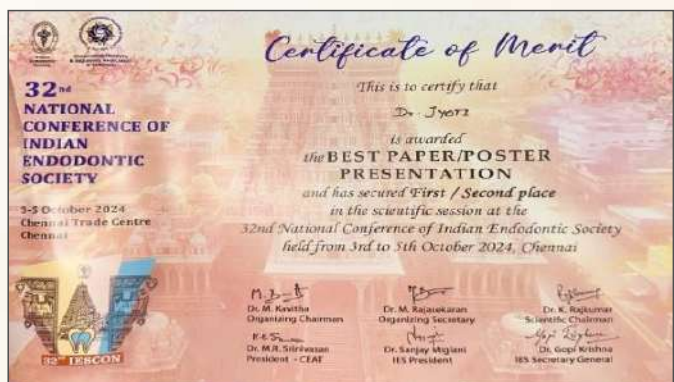 32nd
NATIONAL
CONFERENCE OF
INDIAN
ENDODONTIC
SOCIETY
3-5 October 2024
Chennai Trade Centre
Chennai
32nd IESCON
Certificate of Merit
This is to certify that
Dr. Jyoti
is awarded
the BEST PAPER/POSTER
PRESENTATION
and has secured First / Second place
in the scientific session at the
32nd National Conference of Indian Endodontic Society
held from 3rd to 5th October 2024, Chennai
Dr. M. Kavitha
Organizing Chairman
Dr. M. Rajasekaran
Organizing Secretary
Dr. K. Rajkumar
Scientific Chairman
Dr. M.R. Srinivasan
President - CEAT
Dr. Sanjay Miglani
IES President
Dr. Gopi Krishna
IES Secretary General